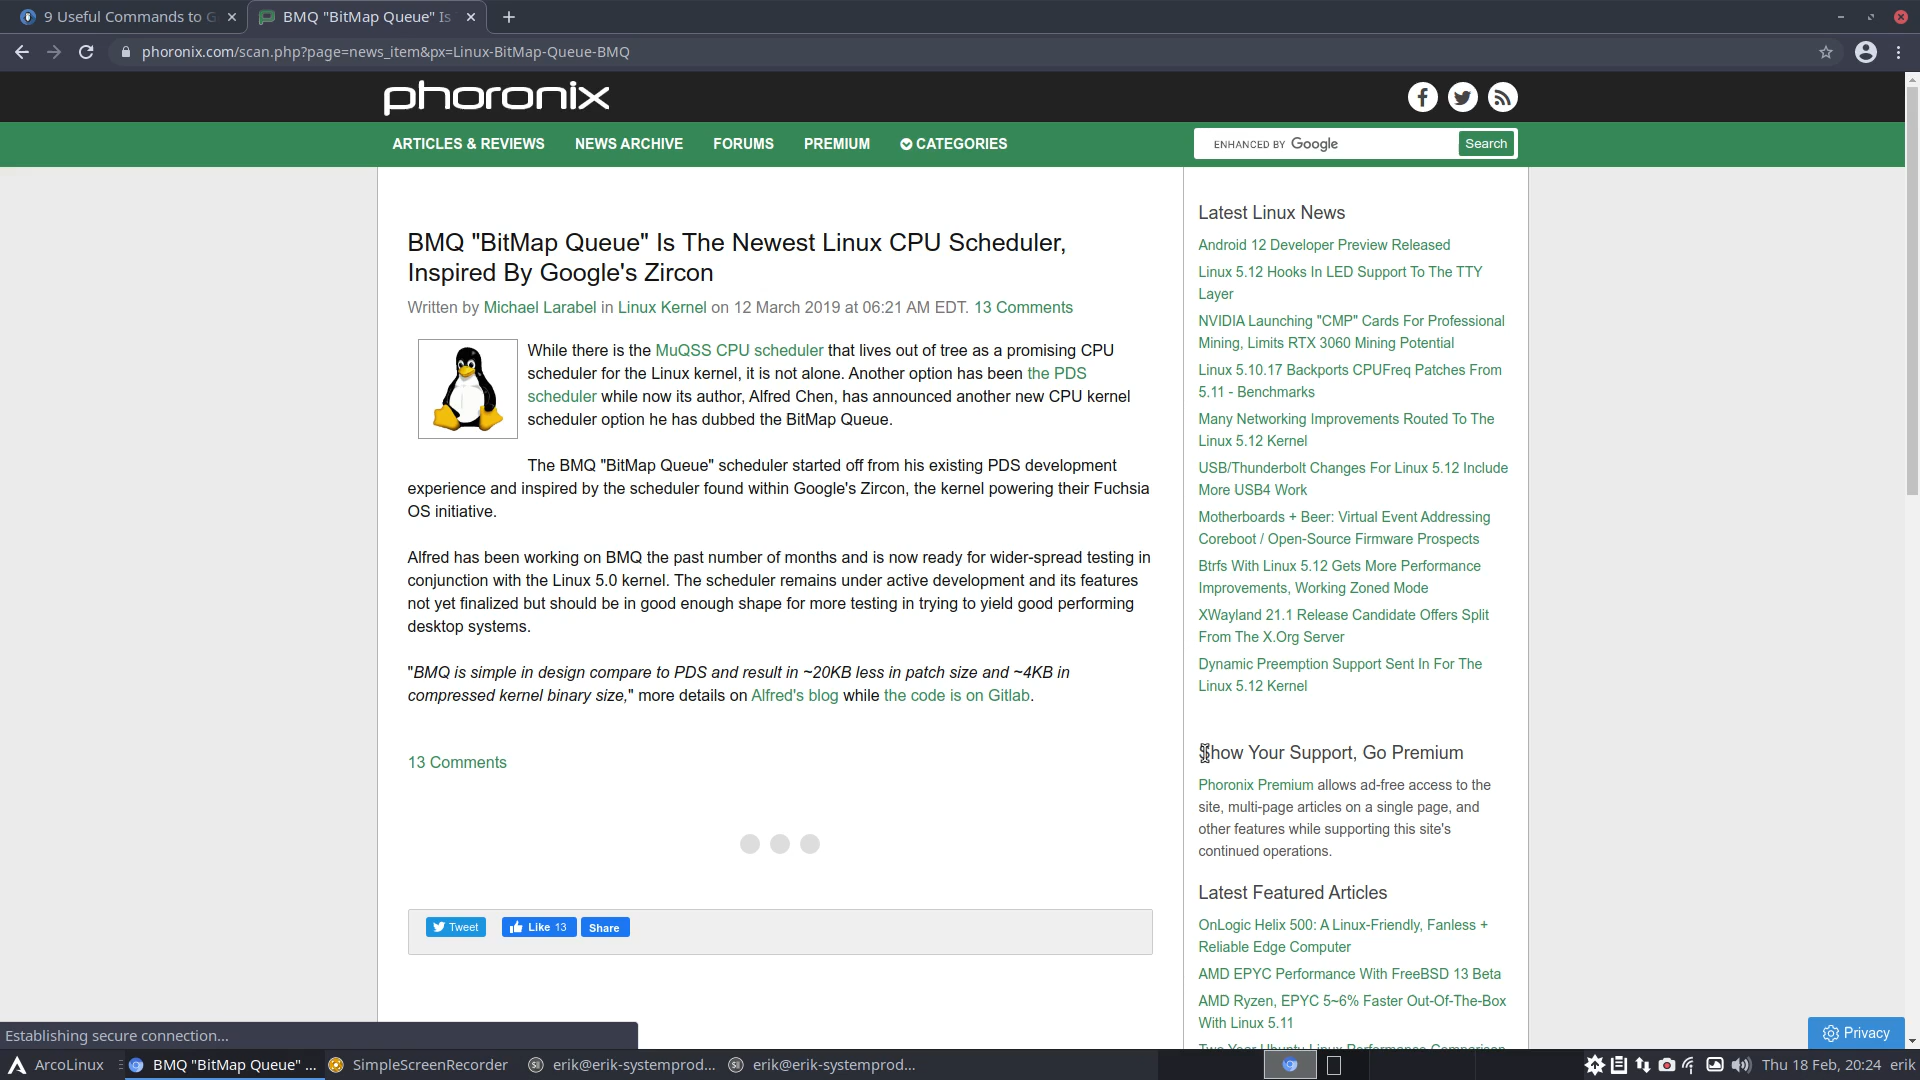 9 Useful Commands to G
BMQ "BitMap Queue" Is
phoronix.com/scan.php?page=news_item&px=Linux-BitMap-Queue-BMQ
phoronix
ARTICLES & REVIEWS NEWS ARCHIVE FORUMS PREMIUM CATEGORIES
ENHANCED BY Google Search
BMQ "BitMap Queue" Is The Newest Linux CPU Scheduler,
Inspired By Google's Zircon
Written by Michael Larabel in Linux Kernel on 12 March 2019 at 06:21 AM EDT. 13 Comments
While there is the MuQSS CPU scheduler that lives out of tree as a promising CPU
scheduler for the Linux kernel, it is not alone. Another option has been the PDS
scheduler while now its author, Alfred Chen, has announced another new CPU kernel
scheduler option he has dubbed the BitMap Queue.
The BMQ "BitMap Queue" scheduler started off from his existing PDS development
experience and inspired by the scheduler found within Google's Zircon, the kernel powering their Fuchsia
OS initiative.
Alfred has been working on BMQ the past number of months and is now ready for wider-spread testing in
conjunction with the Linux 5.0 kernel. The scheduler remains under active development and its features
not yet finalized but should be in good enough shape for more testing in trying to yield good performing
desktop systems.
"BMQ is simple in design compare to PDS and result in ~20KB less in patch size and ~4KB in
compressed kernel binary size," more details on Alfred's blog while the code is on Gitlab.
13 Comments
Tweet Like 13 Share
Latest Linux News
Android 12 Developer Preview Released
Linux 5.12 Hooks In LED Support To The TTY
Layer
NVIDIA Launching "CMP" Cards For Professional
Mining, Limits RTX 3060 Mining Potential
Linux 5.10.17 Backports CPUFreq Patches From
5.11 - Benchmarks
Many Networking Improvements Routed To The
Linux 5.12 Kernel
USB/Thunderbolt Changes For Linux 5.12 Include
More USB4 Work
Motherboards + Beer: Virtual Event Addressing
Coreboot / Open-Source Firmware Prospects
Btrfs With Linux 5.12 Gets More Performance
Improvements, Working Zoned Mode
XWayland 21.1 Release Candidate Offers Split
From The X.Org Server
Dynamic Preemption Support Sent In For The
Linux 5.12 Kernel
Show Your Support, Go Premium
Phoronix Premium allows ad-free access to the
site, multi-page articles on a single page, and
other features while supporting this site's
continued operations.
Latest Featured Articles
OnLogic Helix 500: A Linux-Friendly, Fanless +
Reliable Edge Computer
AMD EPYC Performance With FreeBSD 13 Beta
AMD Ryzen, EPYC 5~6% Faster Out-Of-The-Box
With Linux 5.11
Two Year Ubuntu Linux Performance Comparison
Privacy
Establishing secure connection...
ArcoLinux BMQ "BitMap Queue" ... SimpleScreenRecorder erik@erik-systemprod... erik@erik-systemprod... Thu 18 Feb, 20:24 erik